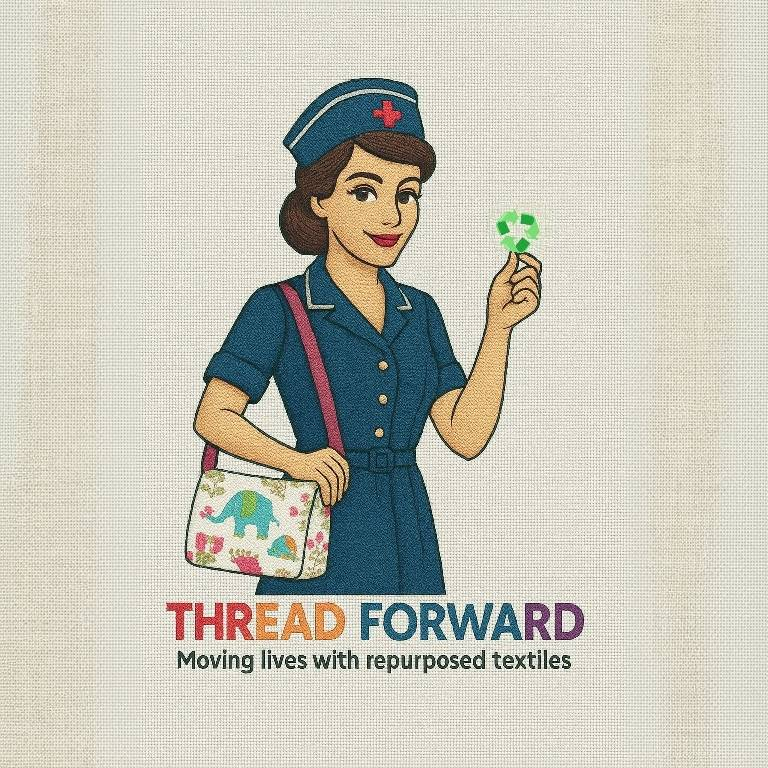 THREAD FORWARD
Moving lives with repurposed textiles